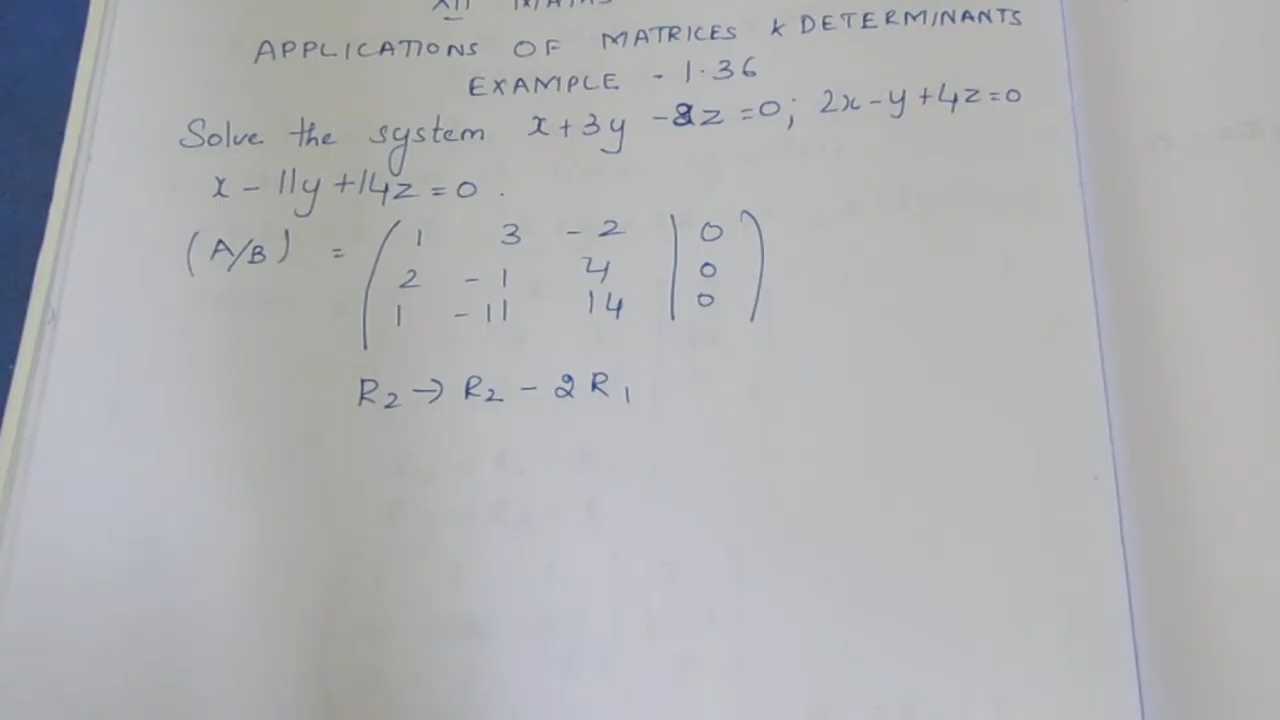 APPLICATIONS OF MATRICES & DETERMINANTS
EXAMPLE - 1.36
Solve the system x + 3y - 2z = 0; 2x - y + 4z = 0
x - 11y + 14z = 0.
(A/B) = ( 1 3 - 2 | 0 )
2 - 1 4 | 0
1 - 11 14 | 0
R2 → R2 - 2R1